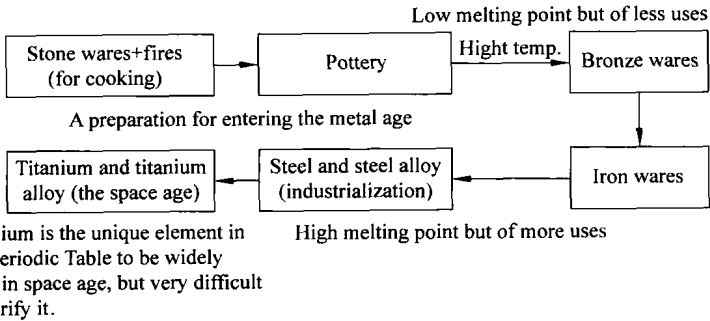 Low melting point but of less uses
Stone wares+fires
(for cooking)
Pottery
Hight temp.
Bronze wares
A preparation for entering the metal age
Titanium and titanium
alloy (the space age)
Steel and steel alloy
(industrialization)
Iron wares
High melting point but of more uses
ium is the unique element in
eriodic Table to be widely
in space age, but very difficult
rify it.